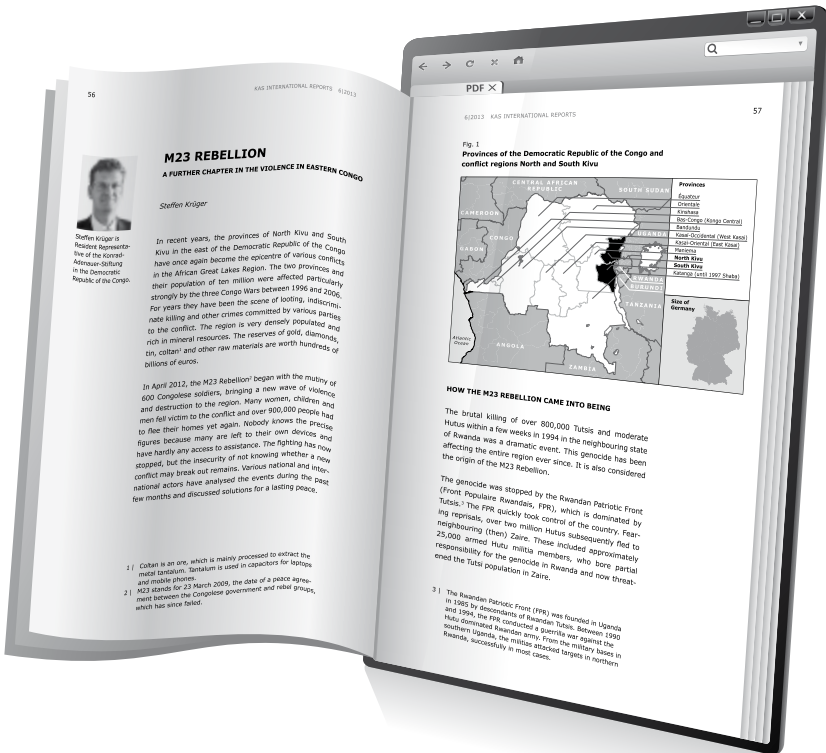 56
KAS INTERNATIONAL REPORTS 6|2013
M23 REBELLION
A FURTHER CHAPTER IN THE VIOLENCE IN EASTERN CONGO
Steffen Krüger
Steffen Krüger is
Resident Representa-
tive of the Konrad-
Adenauer-Stiftung
in the Democratic
Republic of the Congo.
In recent years, the provinces of North Kivu and South
Kivu in the east of the Democratic Republic of the Congo
have once again become the epicentre of various conflicts
in the African Great Lakes Region. The two provinces and
their population of ten million were affected particularly
strongly by the three Congo Wars between 1996 and 2006.
For years they have been the scene of looting, indiscrimi-
nate killing and other crimes committed by various parties
to the conflict. The region is very densely populated and
rich in mineral resources. The reserves of gold, diamonds,
tin, coltan1 and other raw materials are worth hundreds of
billions of euros.
In April 2012, the M23 Rebellion2 began with the mutiny of
600 Congolese soldiers, bringing a new wave of violence
and destruction to the region. Many women, children and
men fell victim to the conflict and over 900,000 people had
to flee their homes yet again. Nobody knows the precise
figures because many are left to their own devices and
have hardly any access to assistance. The fighting has now
stopped, but the insecurity of not knowing whether a new
conflict may break out remains. Various national and inter-
national actors have analysed the events during the past
few months and discussed solutions for a lasting peace.
1 | Coltan is an ore, which is mainly processed to extract the
metal tantalum. Tantalum is used in capacitors for laptops
and mobile phones.
2 | M23 stands for 23 March 2009, the date of a peace agree-
ment between the Congolese government and rebel groups,
which has since failed.
PDF
6|2013 KAS INTERNATIONAL REPORTS
57
Fig. 1
Provinces of the Democratic Republic of the Congo and
conflict regions North and South Kivu
CENTRAL AFRICAN
REPUBLIC
SOUTH SUDAN
CAMEROON
CONGO
GABON
UGANDA
RWANDA
BURUNDI
TANZANIA
Atlantic
Ocean
ANGOLA
ZAMBIA
Provinces
Équateur
Orientale
Kinshasa
Bas-Congo (Kongo Central)
Bandundu
Kasai-Occidental (West Kasai)
Kasai-Oriental (East Kasai)
Maniema
North Kivu
South Kivu
Katanga (until 1997 Shaba)
Size of
Germany
HOW THE M23 REBELLION CAME INTO BEING
The brutal killing of over 800,000 Tutsis and moderate
Hutus within a few weeks in 1994 in the neighbouring state
of Rwanda was a dramatic event. This genocide has been
affecting the entire region ever since. It is also considered
the origin of the M23 Rebellion.
The genocide was stopped by the Rwandan Patriotic Front
(Front Populaire Rwandais, FPR), which is dominated by
Tutsis.3 The FPR quickly took control of the country. Fear-
ing reprisals, over two million Hutus subsequently fled to
neighbouring (then) Zaire. These included approximately
25,000 armed Hutu militia members, who bore partial
responsibility for the genocide in Rwanda and now threat-
ened the Tutsi population in Zaire.
3 | The Rwandan Patriotic Front (FPR) was founded in Uganda
in 1985 by descendants of Rwandan Tutsis. Between 1990
and 1994, the FPR conducted a guerrilla war against the
Hutu dominated Rwandan army. From the military bases in
southern Uganda, the militias attacked targets in northern
Rwanda, successfully in most cases.